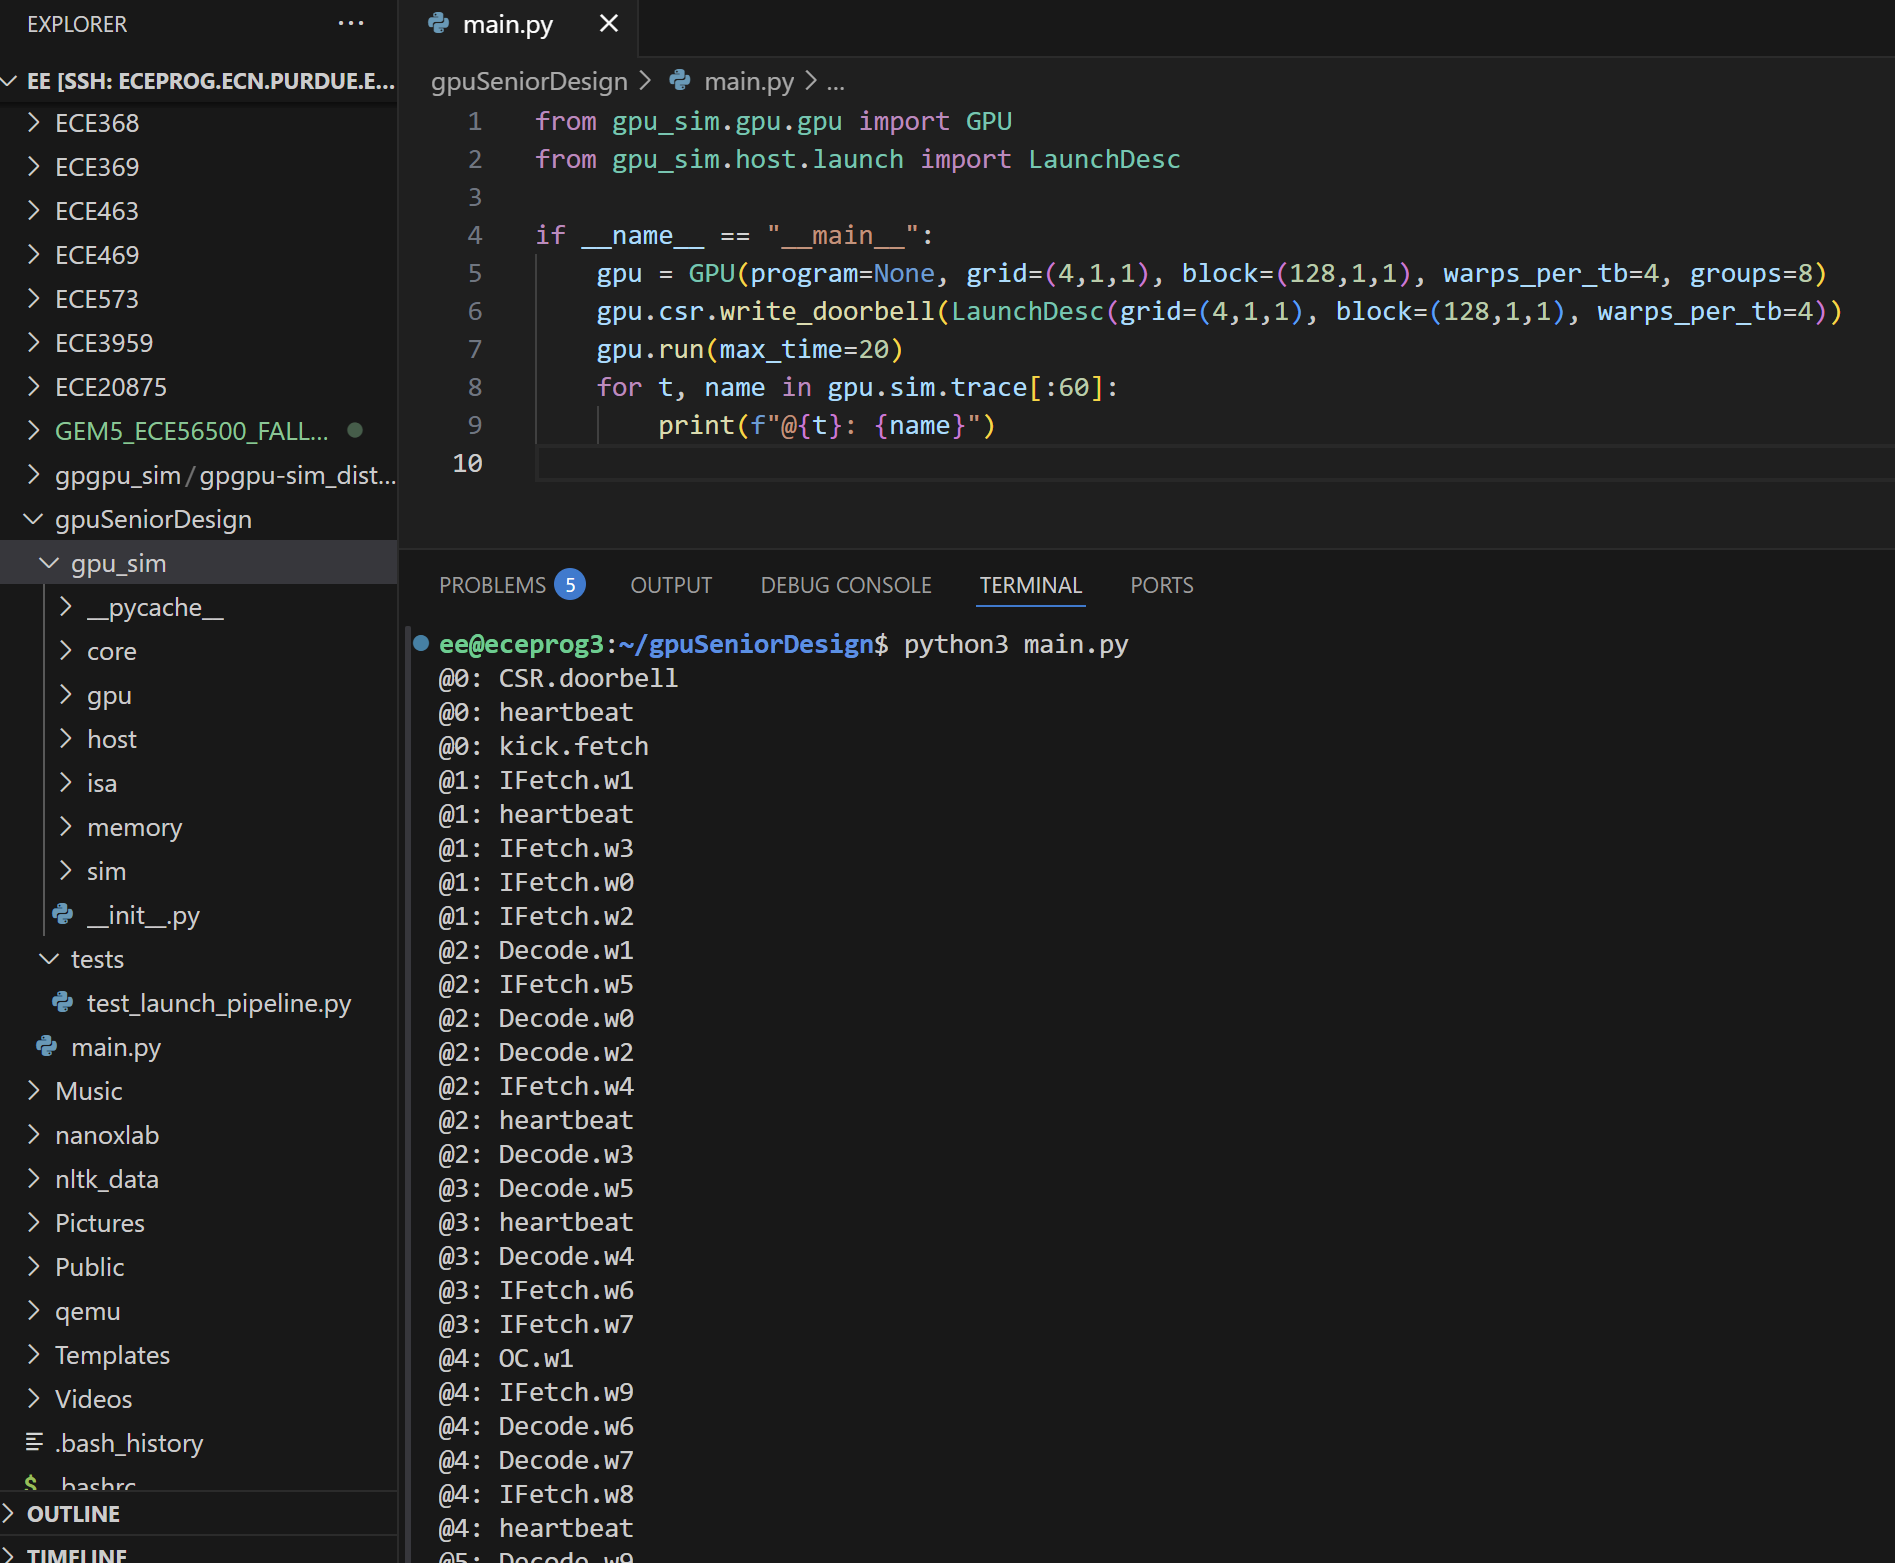 EXPLORER
EE [SSH: ECEPROG.ECN.PURDUE.E...
ECE368
ECE369
ECE463
ECE469
ECE573
ECE3959
ECE20875
GEM5_ECE56500_FALL...
gpgpu_sim/gpgpu-sim_dist...
gpuSeniorDesign
gpu_sim
__pycache__
core
gpu
host
isa
memory
sim
__init__.py
tests
test_launch_pipeline.py
main.py
Music
nanoxlab
nltk_data
Pictures
Public
qemu
Templates
Videos
.bash_history
$ .bashrc
OUTLINE
TIMELINE
main.py
gpuSeniorDesign > main.py > ...
1 from gpu_sim.gpu.gpu import GPU
2 from gpu_sim.host.launch import LaunchDesc
3
4 if __name__ == "__main__":
5 gpu = GPU(program=None, grid=(4,1,1), block=(128,1,1), warps_per_tb=4, groups=8)
6 gpu.csr.write_doorbell(LaunchDesc(grid=(4,1,1), block=(128,1,1), warps_per_tb=4))
7 gpu.run(max_time=20)
8 for t, name in gpu.sim.trace[:60]:
9 print(f"@{t}: {name}")
10
PROBLEMS 5 OUTPUT DEBUG CONSOLE TERMINAL PORTS
ee@eceprog3:~/gpuSeniorDesign$ python3 main.py
@0: CSR.doorbell
@0: heartbeat
@0: kick.fetch
@1: IFetch.w1
@1: heartbeat
@1: IFetch.w3
@1: IFetch.w0
@1: IFetch.w2
@2: Decode.w1
@2: IFetch.w5
@2: Decode.w0
@2: Decode.w2
@2: IFetch.w4
@2: heartbeat
@2: Decode.w3
@3: Decode.w5
@3: heartbeat
@3: Decode.w4
@3: IFetch.w6
@3: IFetch.w7
@4: OC.w1
@4: IFetch.w9
@4: Decode.w6
@4: Decode.w7
@4: IFetch.w8
@4: heartbeat
@5: Decode.w9